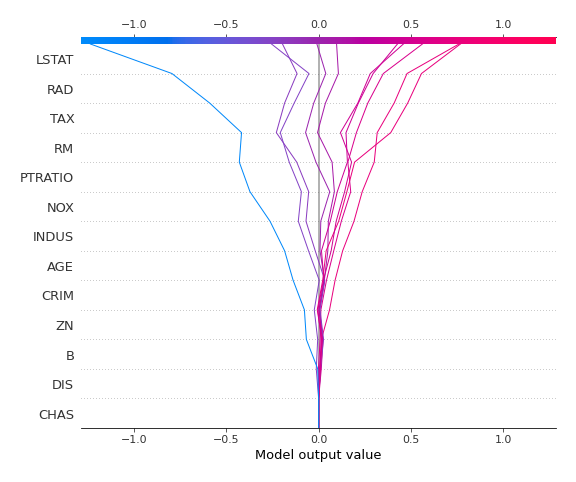 −1.0 −0.5 0.0 0.5 1.0
LSTAT
RAD
TAX
RM
PTRATIO
NOX
INDUS
AGE
CRIM
ZN
B
DIS
CHAS
−1.0 −0.5 0.0 0.5 1.0
Model output value